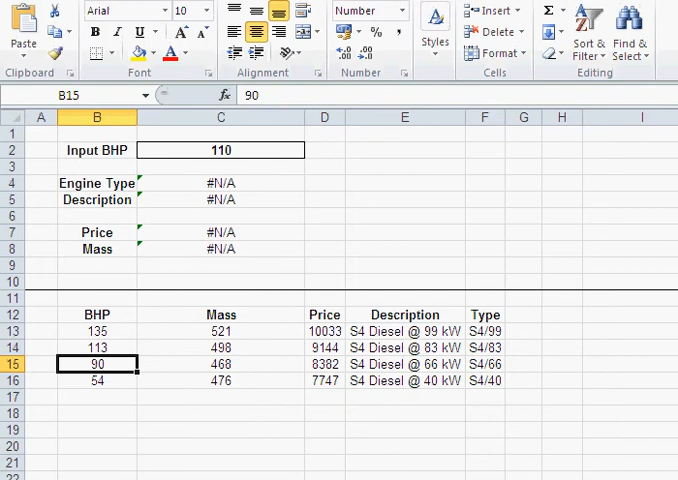 Arial 10 Number Insert Σ
A A Delete
Paste B I U % , Styles Format Sort & Find &
Filter Select
Clipboard Font Alignment Number Cells Editing
B15 fx 90
A B C D E F G H I
1
2 Input BHP 110
3
4 Engine Type #N/A
5 Description #N/A
6
7 Price #N/A
8 Mass #N/A
9
10
11
12 BHP Mass Price Description Type
13 135 521 10033 S4 Diesel @ 99 kW S4/99
14 113 498 9144 S4 Diesel @ 83 kW S4/83
15 90 468 8382 S4 Diesel @ 66 kW S4/66
16 54 476 7747 S4 Diesel @ 40 kW S4/40
17
18
19
20
21
22